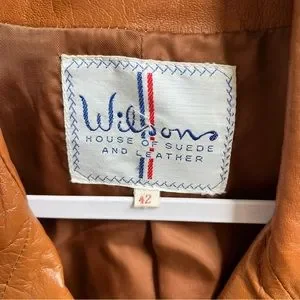 Wilsons
HOUSE OF SUEDE
AND LEATHER
42